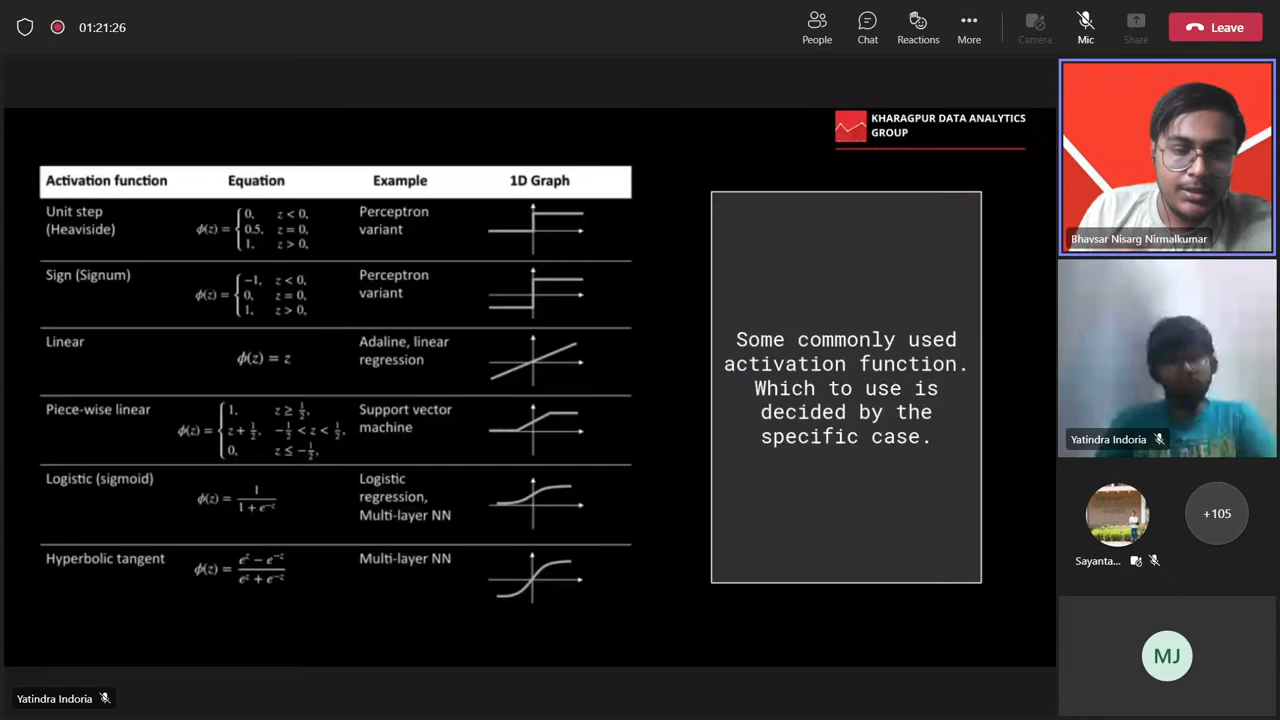 01:21:26
People
Chat
Reactions
More
Camera
Mic
Share
Leave
KHARAGPUR DATA ANALYTICS
GROUP
Activation function Equation Example 1D Graph
Unit step
(Heaviside)
ϕ(z) = { 0, z < 0,
0.5, z = 0,
1, z > 0,
Perceptron
variant
Sign (Signum)
ϕ(z) = { −1, z < 0,
0, z = 0,
1, z > 0,
Perceptron
variant
Linear
ϕ(z) = z
Adaline, linear
regression
Piece-wise linear
ϕ(z) = { 1, z ≥ 1/2,
z + 1/2, −1/2 < z < 1/2,
0, z ≤ −1/2,
Support vector
machine
Logistic (sigmoid)
ϕ(z) = 1 / (1 + e^−z)
Logistic
regression,
Multi-layer NN
Hyperbolic tangent
ϕ(z) = (e^z − e^−z) / (e^z + e^−z)
Multi-layer NN
Some commonly used
activation function.
Which to use is
decided by the
specific case.
Bhavsar Nisarg Nirmalkumar
Yatindra Indoria
Sayanta...
+105
MJ
Yatindra Indoria